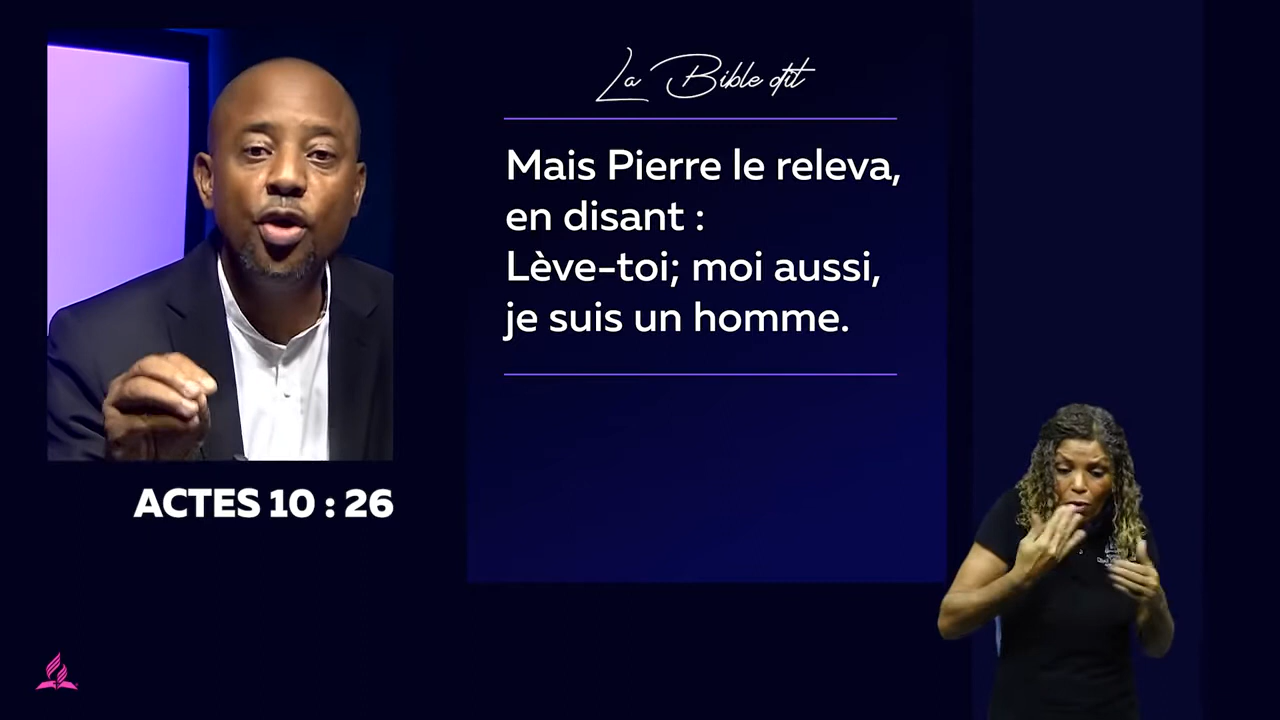 La Bible dit
Mais Pierre le releva,
en disant :
Lève-toi; moi aussi,
je suis un homme.
ACTES 10 : 26